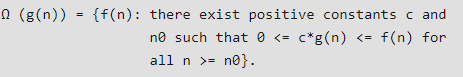 Ω (g(n)) = {f(n): there exist positive constants c and
n0 such that 0 <= c*g(n) <= f(n) for
all n >= n0}.